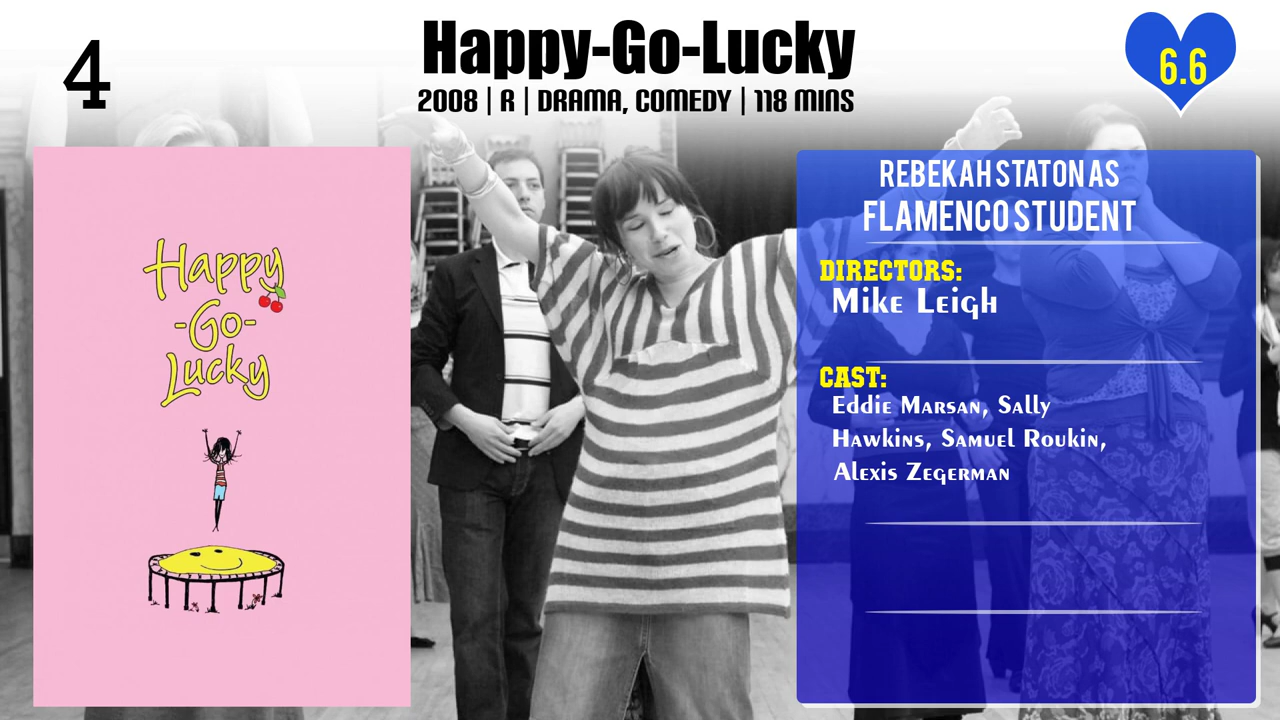 4
Happy-Go-Lucky
2008 | R | DRAMA, COMEDY | 118 MINS
6.6
Happy
-Go-
Lucky
REBEKAH STATON AS
FLAMENCO STUDENT
DIRECTORS:
Mike Leigh
CAST:
Eddie Marsan, Sally
Hawkins, Samuel Roukin,
Alexis Zegerman